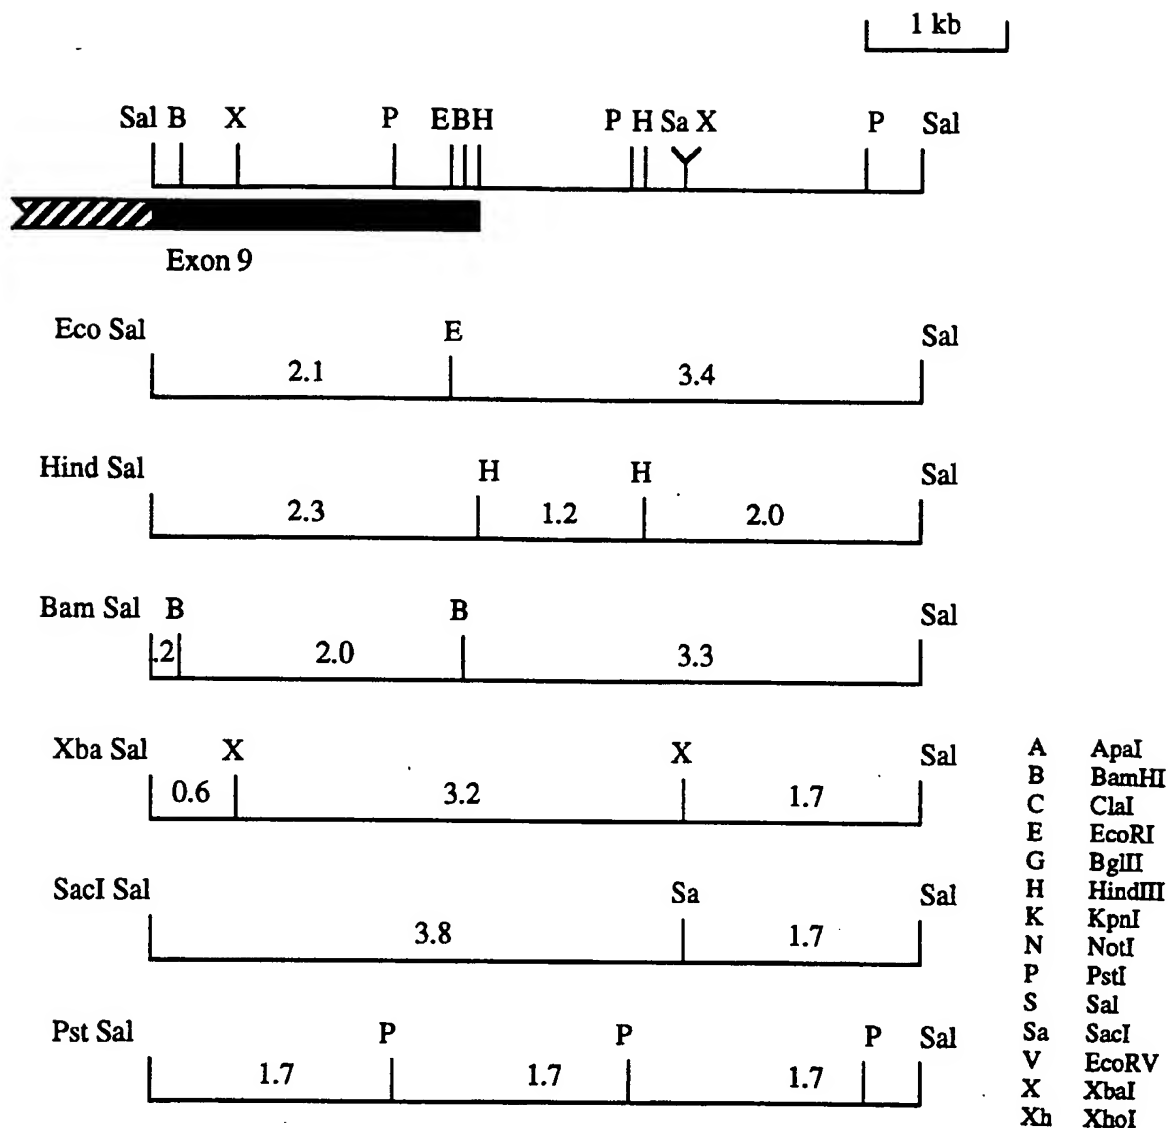 1 kb
Sal B X P E B H P H Sa X P Sal
Exon 9
Eco Sal E Sal
2.1 3.4
Hind Sal H H Sal
2.3 1.2 2.0
Bam Sal B B Sal
.2 2.0 3.3
Xba Sal X X Sal
0.6 3.2 1.7
SacI Sal Sa Sal
3.8 1.7
Pst Sal P P P Sal
1.7 1.7 1.7
A ApaI
B BamHI
C ClaI
E EcoRI
G BglII
H HindIII
K KpnI
N NotI
P PstI
S Sal
Sa SacI
V EcoRV
X XbaI
Xh XhoI